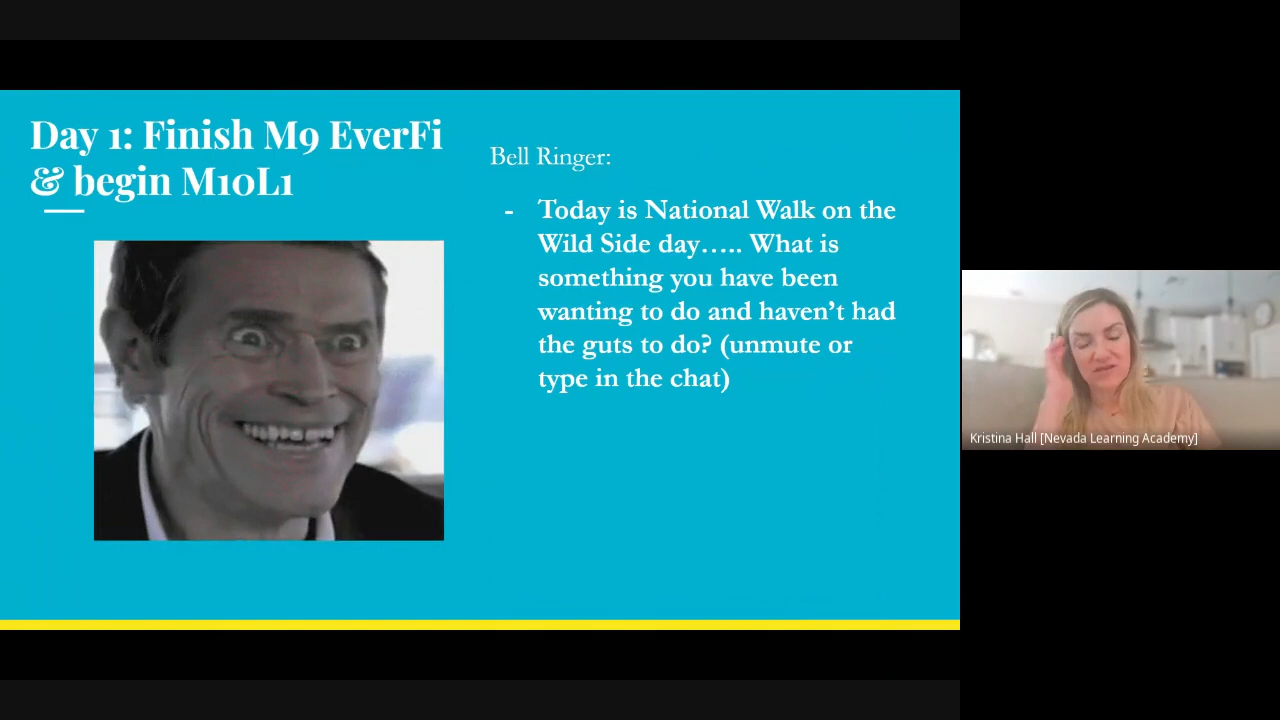 Day 1: Finish M9 EverFi
& begin M10L1
Bell Ringer:
- Today is National Walk on the
Wild Side day….. What is
something you have been
wanting to do and haven’t had
the guts to do? (unmute or
type in the chat)
Kristina Hall [Nevada Learning Academy]